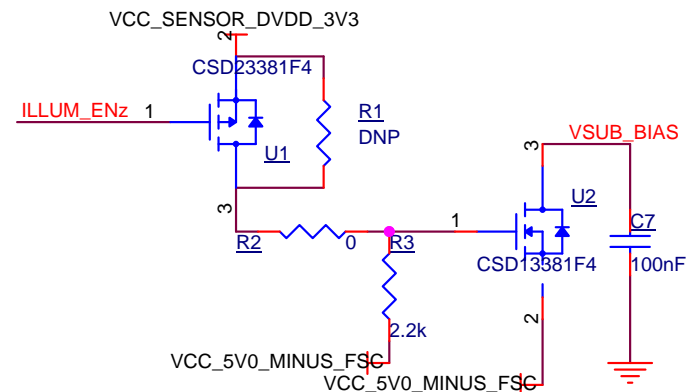 VCC_SENSOR_DVDD_3V3
2
CSD23381F4
ILLUM_ENz
1
R1
DNP
U1
3
VSUB_BIAS
3
U2
R2
0
R3
1
C7
CSD13381F4
100nF
2.2k
2
VCC_5V0_MINUS_FSC
VCC_5V0_MINUS_FSC